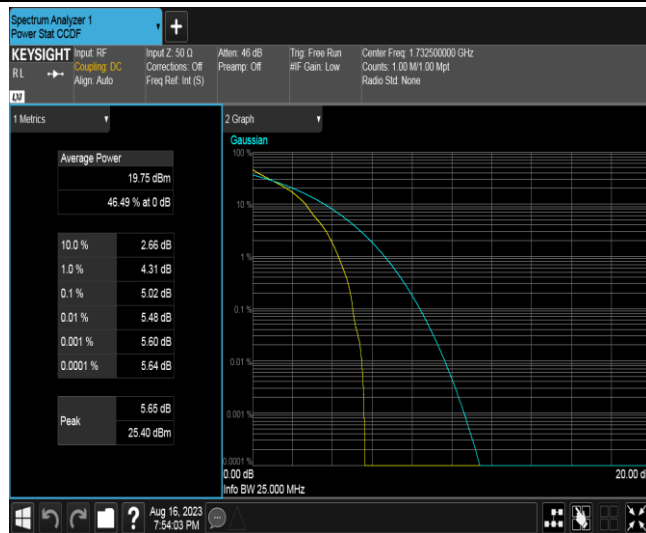 Spectrum Analyzer 1
Power Stat CCDF
+
KEYSIGHT
RL
LXI
Input: RF
Coupling: DC
Align: Auto
Input Z: 50 Ω
Corrections: Off
Freq Ref: Int (S)
Atten: 46 dB
Preamp: Off
Trig: Free Run
#IF Gain: Low
Center Freq: 1.732500000 GHz
Counts: 1.00 M/1.00 Mpt
Radio Std: None
1 Metrics
Average Power
19.75 dBm
46.49 % at 0 dB
10.0 % 2.66 dB
1.0 % 4.31 dB
0.1 % 5.02 dB
0.01 % 5.48 dB
0.001 % 5.60 dB
0.0001 % 5.64 dB
Peak
5.65 dB
25.40 dBm
2 Graph
Gaussian
100 %
10 %
1 %
0.1 %
0.01 %
0.001 %
0.0001 %
0.00 dB
20.00 d
Info BW 25.000 MHz
?
Aug 16, 2023
7:54:03 PM